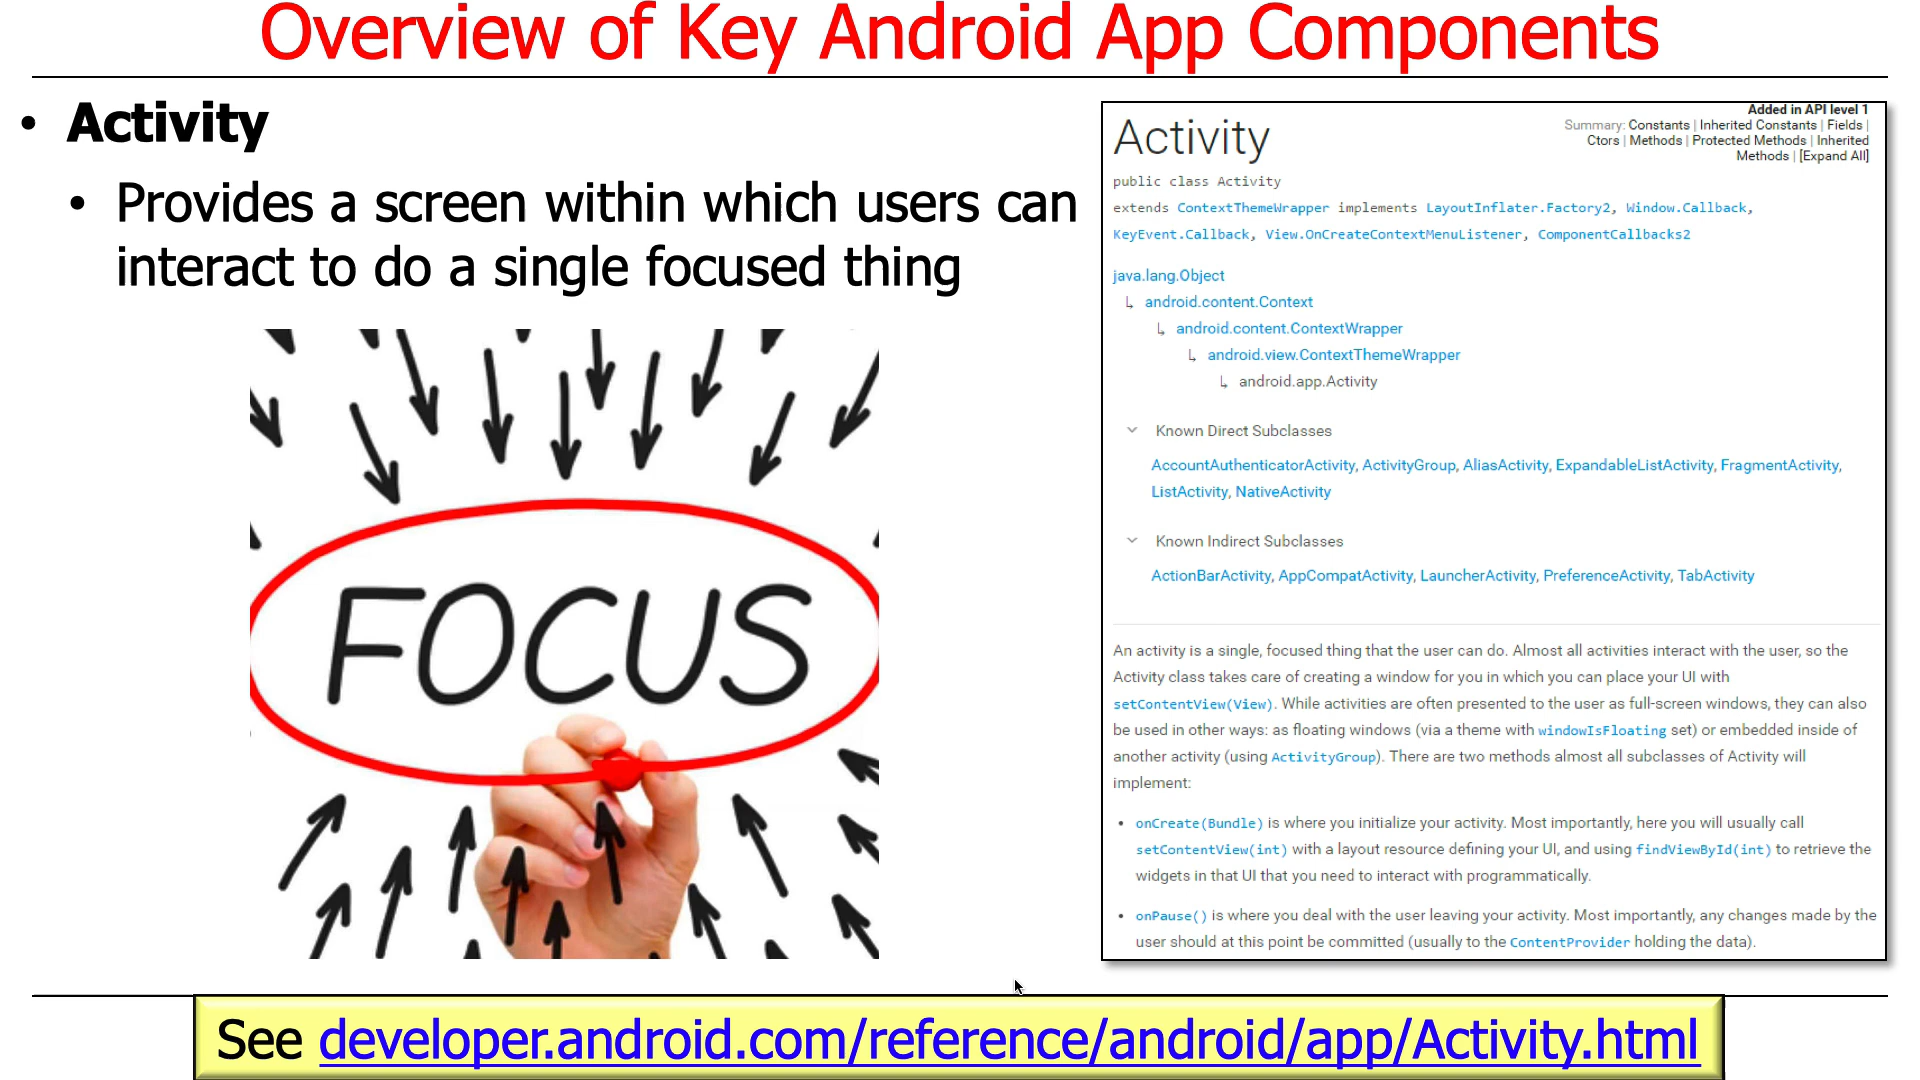 Overview of Key Android App Components
• Activity
• Provides a screen within which users can
interact to do a single focused thing
FOCUS
Added in API level 1
Activity
Summary: Constants | Inherited Constants | Fields |
Ctors | Methods | Protected Methods | Inherited
Methods | [Expand All]
public class Activity
extends ContextThemeWrapper implements LayoutInflater.Factory2, Window.Callback,
KeyEvent.Callback, View.OnCreateContextMenuListener, ComponentCallbacks2
java.lang.Object
↳ android.content.Context
↳ android.content.ContextWrapper
↳ android.view.ContextThemeWrapper
↳ android.app.Activity
Known Direct Subclasses
AccountAuthenticatorActivity, ActivityGroup, AliasActivity, ExpandableListActivity, FragmentActivity,
ListActivity, NativeActivity
Known Indirect Subclasses
ActionBarActivity, AppCompatActivity, LauncherActivity, PreferenceActivity, TabActivity
An activity is a single, focused thing that the user can do. Almost all activities interact with the user, so the
Activity class takes care of creating a window for you in which you can place your UI with
setContentView(View). While activities are often presented to the user as full-screen windows, they can also
be used in other ways: as floating windows (via a theme with windowIsFloating set) or embedded inside of
another activity (using ActivityGroup). There are two methods almost all subclasses of Activity will
implement:
• onCreate(Bundle) is where you initialize your activity. Most importantly, here you will usually call
setContentView(int) with a layout resource defining your UI, and using findViewById(int) to retrieve the
widgets in that UI that you need to interact with programmatically.
• onPause() is where you deal with the user leaving your activity. Most importantly, any changes made by the
user should at this point be committed (usually to the ContentProvider holding the data).
See developer.android.com/reference/android/app/Activity.html